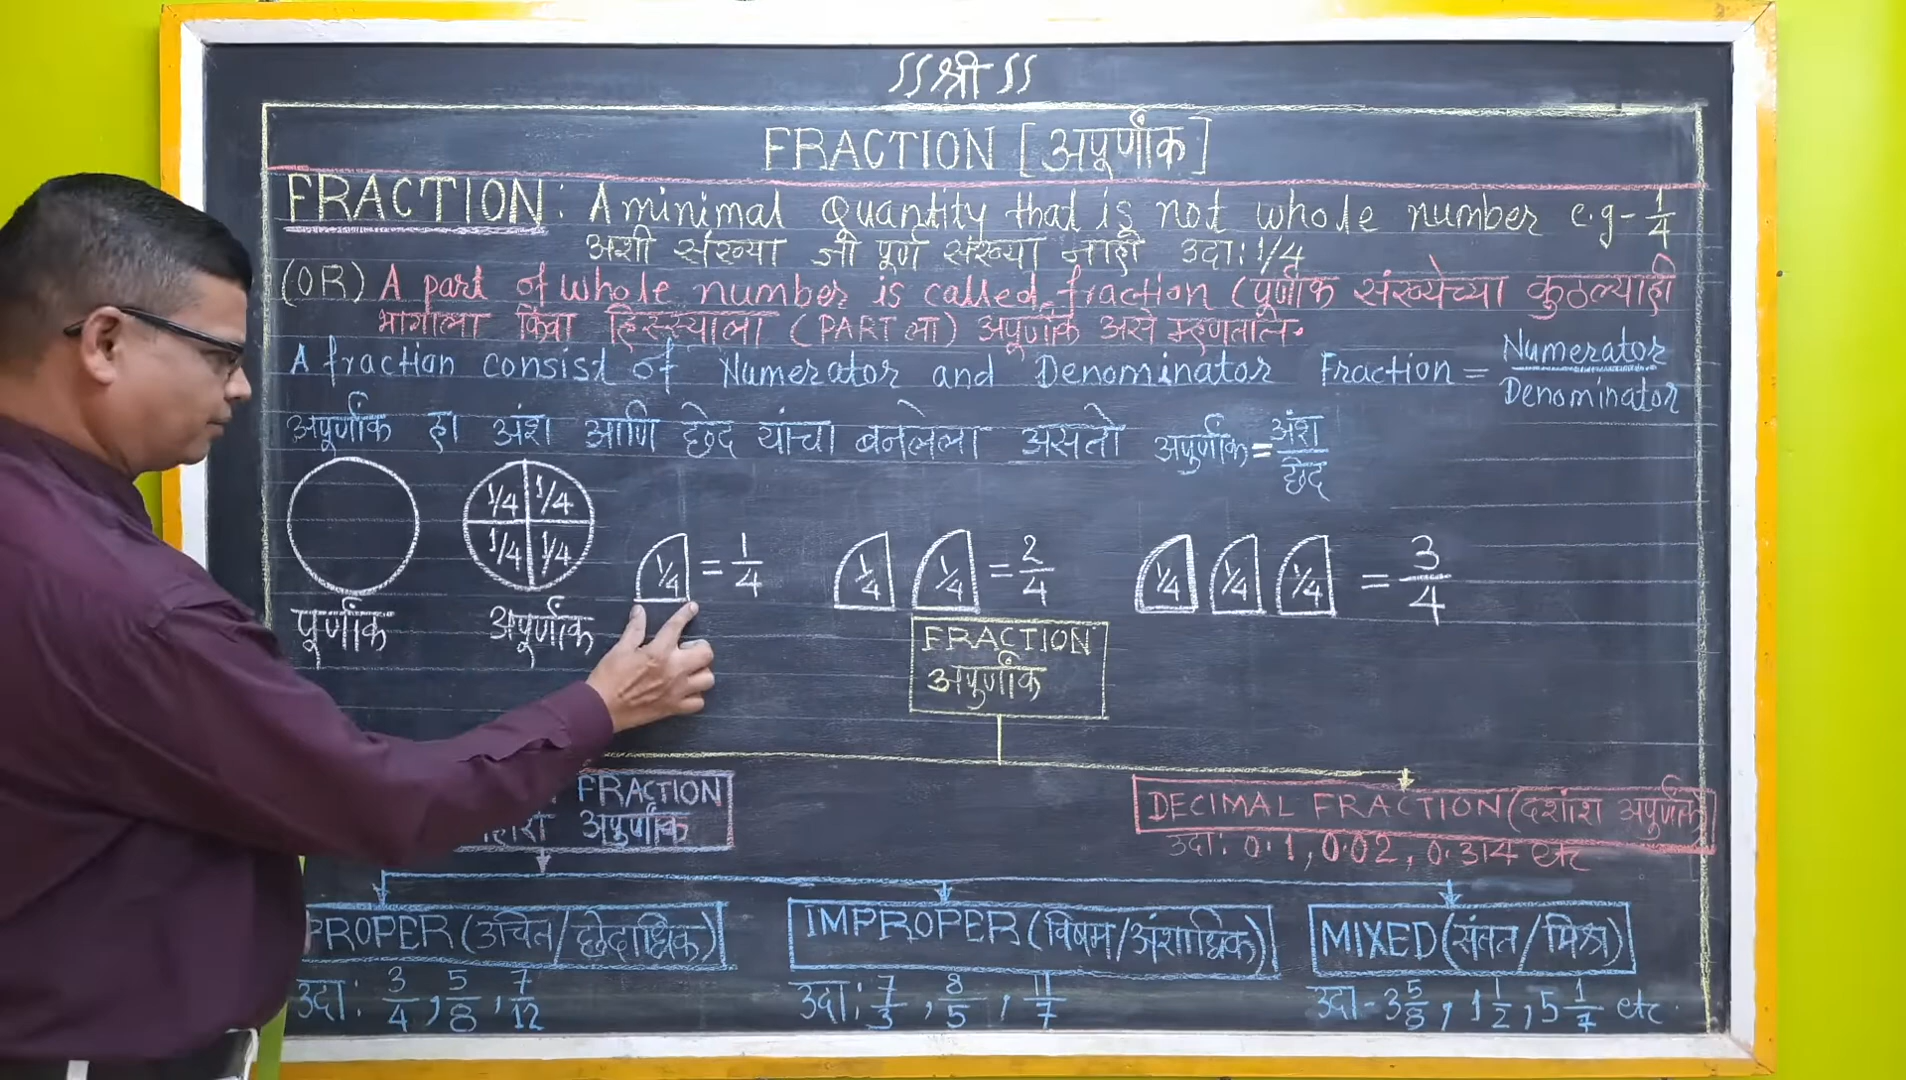 ऽऽ श्री ऽऽ
FRACTION [अपूर्णांक]
FRACTION: A minimal Quantity that is not whole number e.g - 1/4
अशी संख्या जी पूर्ण संख्या नाही उदा: 1/4
(OR) A part of whole number is called fraction (पूर्णांक संख्येच्या कुठल्याही
भागाला किंवा हिस्स्याला (PART ला) अपूर्णांक असे म्हणतात.
A fraction consist of Numerator and Denominator Fraction = Numerator/Denominator
अपूर्णांक हा अंश आणि छेद यांचा बनलेला असतो अपुर्णांक = अंश/छेद
1/4 1/4
1/4 1/4
1/4 = 1/4
1/4 1/4 = 2/4
1/4 1/4 1/4 = 3/4
पूर्णांक अपूर्णांक
FRACTION
अपुर्णांक
FRACTION
अपुर्णांक
DECIMAL FRACTION (दशांश अपुर्णांक)
उदा: 0.1, 0.02, 0.314 etc
PROPER (उचित/छेदाधिक) IMPROPER (विषम/अंशाधिक) MIXED (संयुत/मिश्र)
उदा: 3/4, 5/8, 7/12 उदा: 7/3, 8/5, 11/7 उदा - 3 5/8, 1 1/2, 5 1/7 etc.